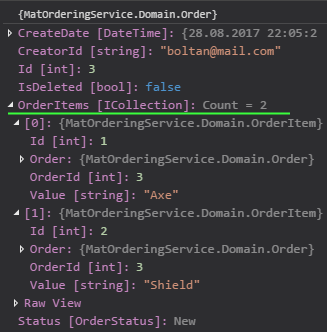 {MatOrderingService.Domain.Order}
CreateDate [DateTime]: {28.08.2017 22:05:2
CreatorId [string]: "boltan@mail.com"
Id [int]: 3
IsDeleted [bool]: false
OrderItems [ICollection]: Count = 2
[0]: {MatOrderingService.Domain.OrderItem}
Id [int]: 1
Order: {MatOrderingService.Domain.Order}
OrderId [int]: 3
Value [string]: "Axe"
[1]: {MatOrderingService.Domain.OrderItem}
Id [int]: 2
Order: {MatOrderingService.Domain.Order}
OrderId [int]: 3
Value [string]: "Shield"
Raw View
Status [OrderStatus]: New